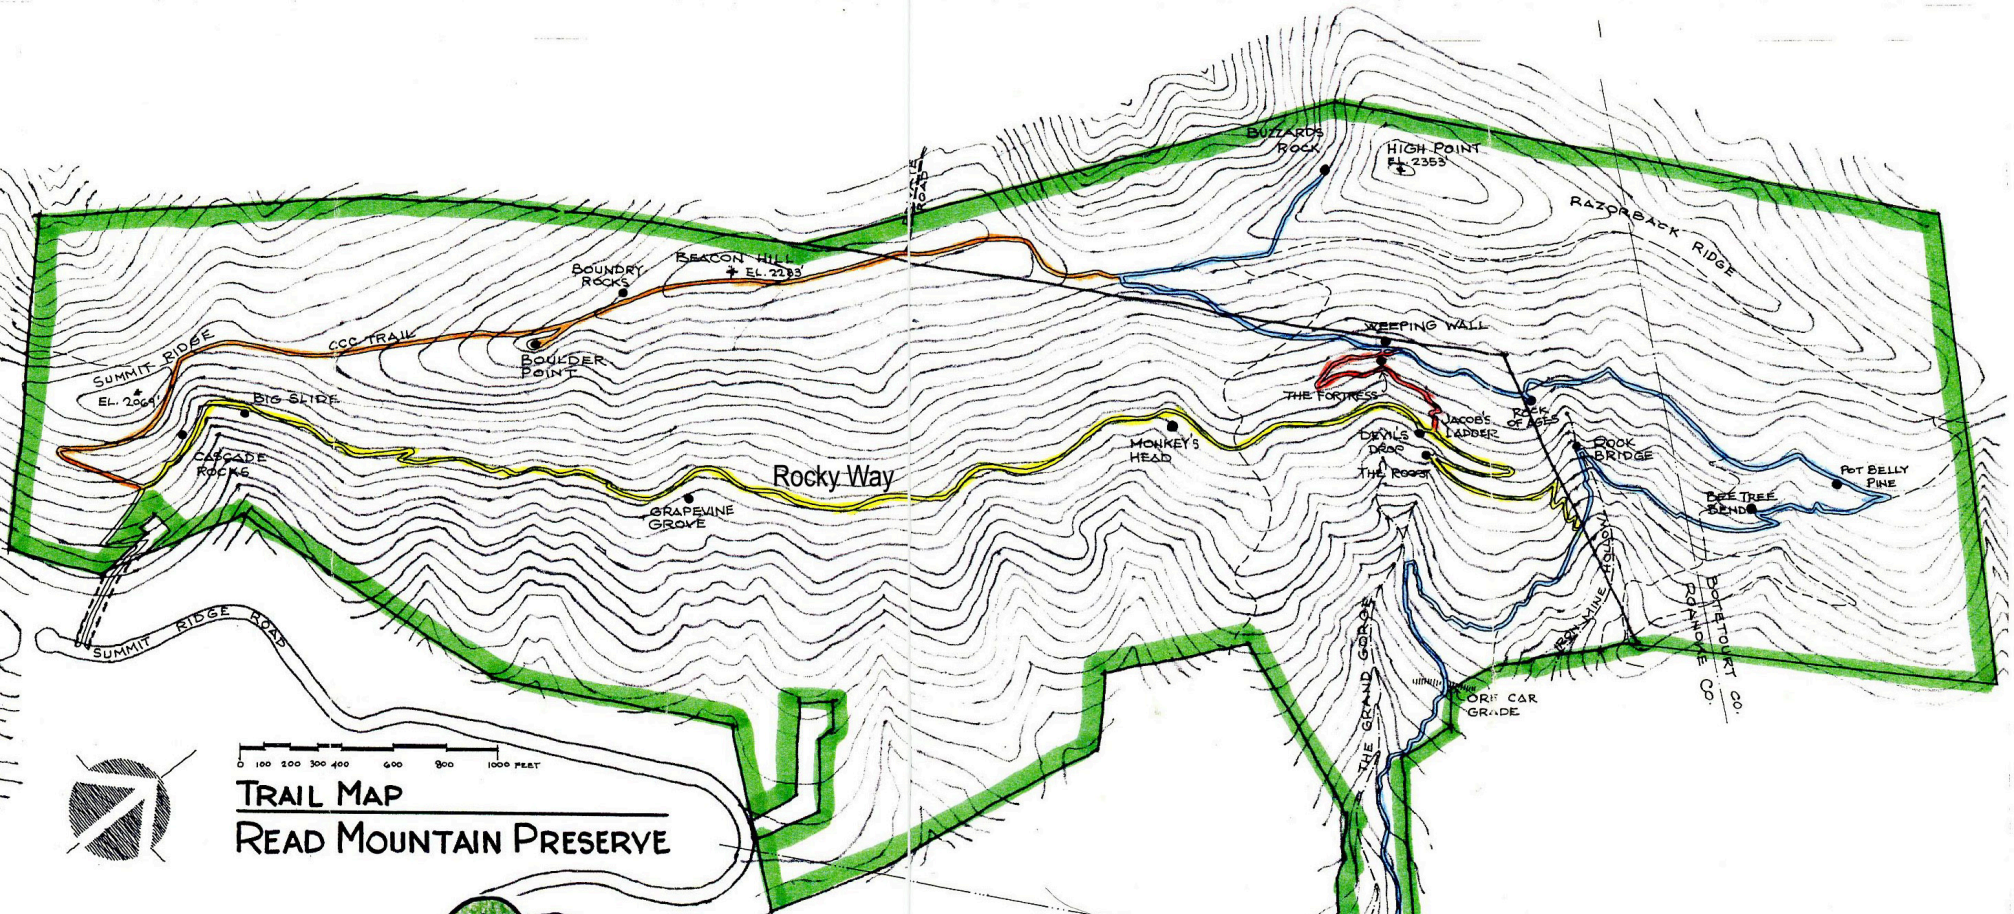 BUZZARDS
ROCK
HIGH POINT
EL. 2353'
RAZORBACK RIDGE
PRIVATE
ROAD
BEACON HILL
EL. 2283'
BOUNDRY
ROCKS
SUMMIT RIDGE
EL. 2069'
CCC TRAIL
BOULDER
POINT
WEEPING WALL
THE FORTRESS
BIG SLIDE
CASCADE
ROCKS
Rocky Way
GRAPEVINE
GROVE
MONKEY'S
HEAD
JACOB'S
LADDER
DEVIL'S
DROP
THE ROOST
ROCK
OF AGES
ROCK
BRIDGE
POT BELLY
PINE
BEE TREE
BEND
IRON MINE
HOLLOW
BOTETOURT CO.
ROANOKE CO.
THE GRAND GORGE
ORE CAR
GRADE
SUMMIT RIDGE ROAD
0 100 200 300 400 600 800 1000 FEET
TRAIL MAP
READ MOUNTAIN PRESERVE